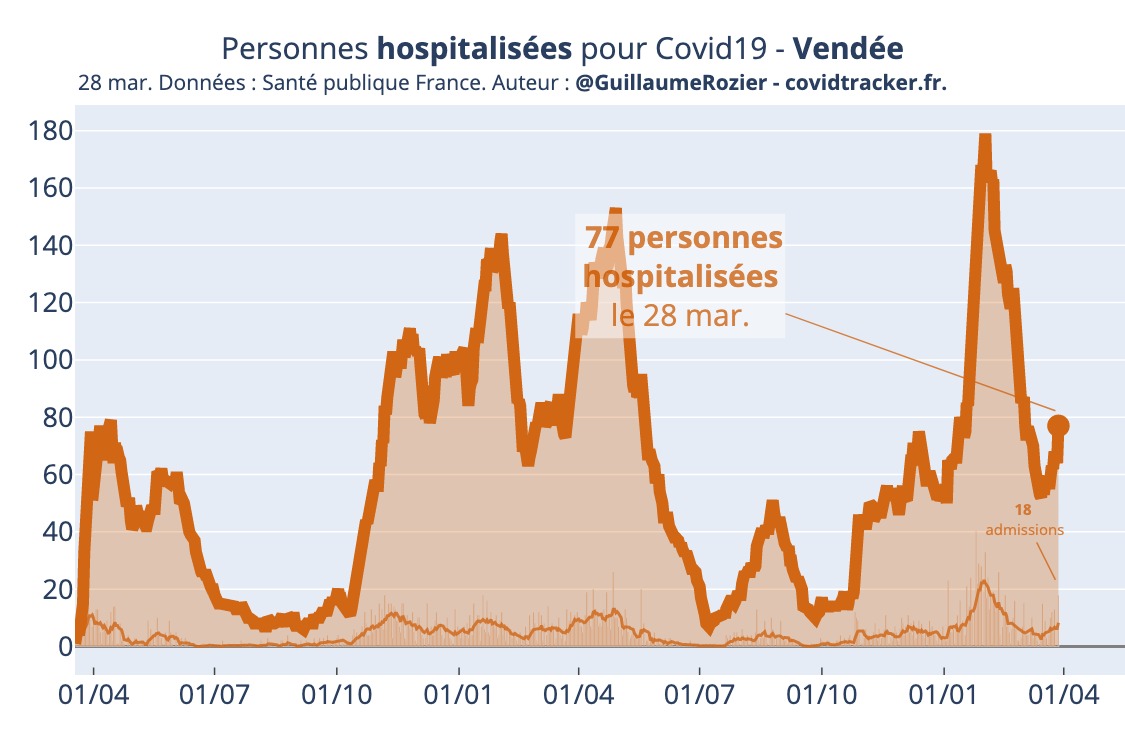 Personnes hospitalisées pour Covid19 - Vendée
28 mar. Données : Santé publique France. Auteur : @GuillaumeRozier - covidtracker.fr.
180
160
140
120
100
80
60
40
20
0
77 personnes
hospitalisées
le 28 mar.
18
admissions
01/04 01/07 01/10 01/01 01/04 01/07 01/10 01/01 01/04